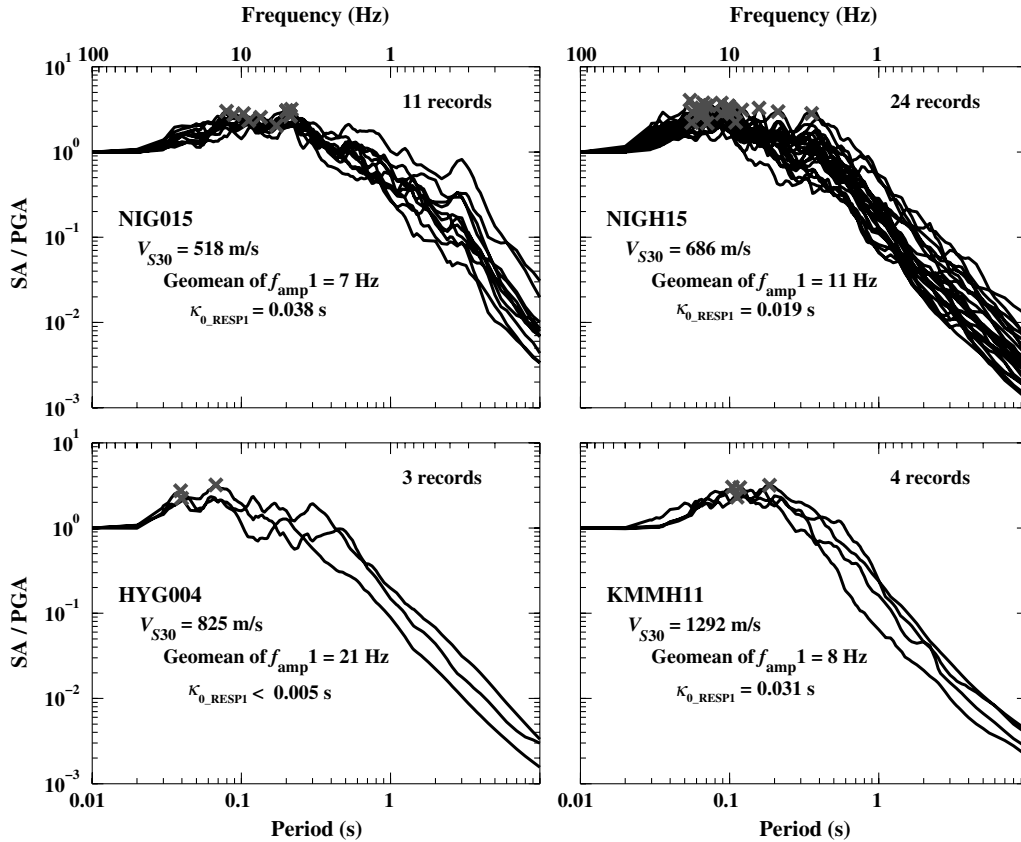 Frequency (Hz)
Frequency (Hz)
100 10 1
100 10 1
10^1
11 records
10^0
NIG015
V_S30 = 518 m/s
10^-1
Geomean of f_amp1 = 7 Hz
κ_0_RESP1 = 0.038 s
10^-2
10^-3
SA / PGA
24 records
NIGH15
V_S30 = 686 m/s
Geomean of f_amp1 = 11 Hz
κ_0_RESP1 = 0.019 s
10^1
3 records
10^0
HYG004
V_S30 = 825 m/s
10^-1
Geomean of f_amp1 = 21 Hz
κ_0_RESP1 < 0.005 s
10^-2
10^-3
SA / PGA
4 records
KMMH11
V_S30 = 1292 m/s
Geomean of f_amp1 = 8 Hz
κ_0_RESP1 = 0.031 s
0.01 0.1 1
0.01 0.1 1
Period (s)
Period (s)